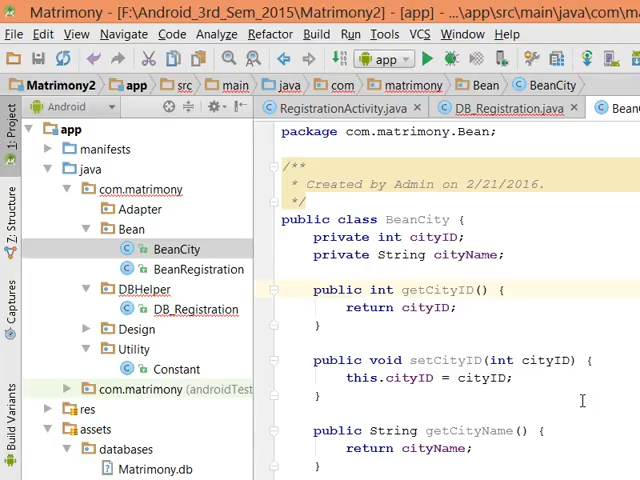 Matrimony - [F:\Android_3rd_Sem_2015\Matrimony2] - [app] - ...\app\src\main\java\com\ma
File Edit View Navigate Code Analyze Refactor Build Run Tools VCS Window Help
app
Matrimony2 app src main java com matrimony Bean BeanCity
Android
RegistrationActivity.java DB_Registration.java Bean
1: Project
Z: Structure
Captures
Build Variants
app
manifests
java
com.matrimony
Adapter
Bean
BeanCity
BeanRegistration
DBHelper
DB_Registration
Design
Utility
Constant
com.matrimony (androidTest
res
assets
databases
Matrimony.db
package com.matrimony.Bean;
/**
* Created by Admin on 2/21/2016.
*/
public class BeanCity {
private int cityID;
private String cityName;
public int getCityID() {
return cityID;
}
public void setCityID(int cityID) {
this.cityID = cityID;
}
public String getCityName() {
return cityName;
}